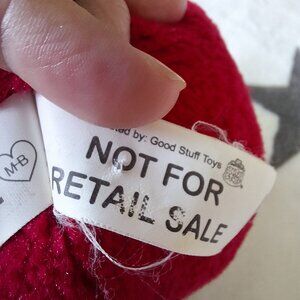 by: Good Stuff Toys
NOT FOR
RETAIL SALE
M-B